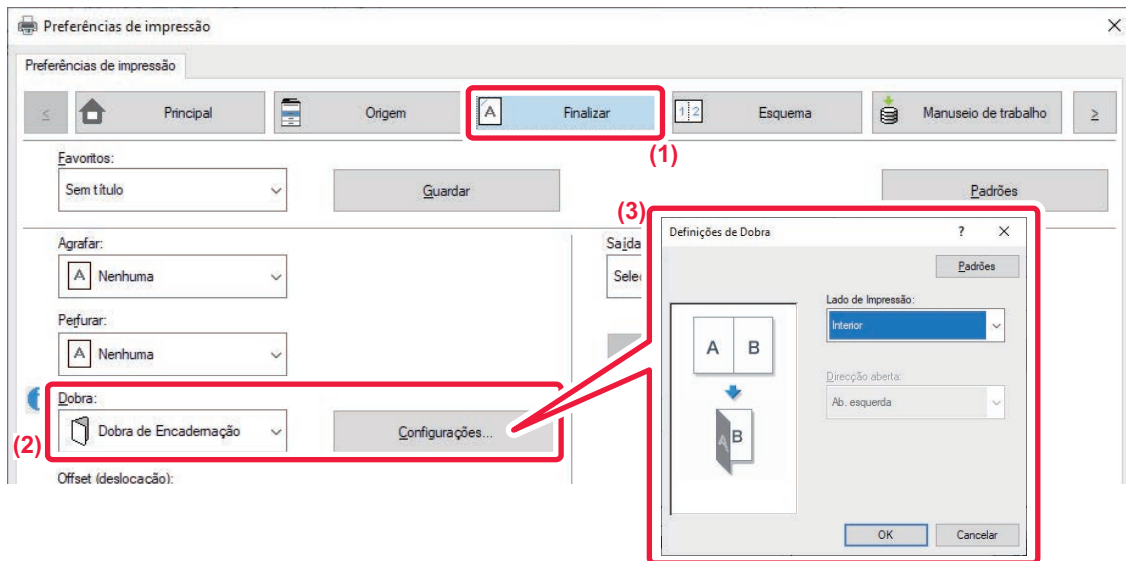 Preferências de impressão
Preferências de impressão
< Principal Origem A Finalizar 1 2 Esquema Manuseio de trabalho >
(1)
Favoritos:
Sem título Guardar Padrões
(3)
Agrafar:
A Nenhuma
Perfurar:
A Nenhuma
(2)
Dobra:
Dobra de Encadernação Configurações...
Offset (deslocação):
Definições de Dobra ?
Padrões
Lado de Impressão:
Interior
Direcção aberta:
Ab. esquerda
A B
A B
OK Cancelar